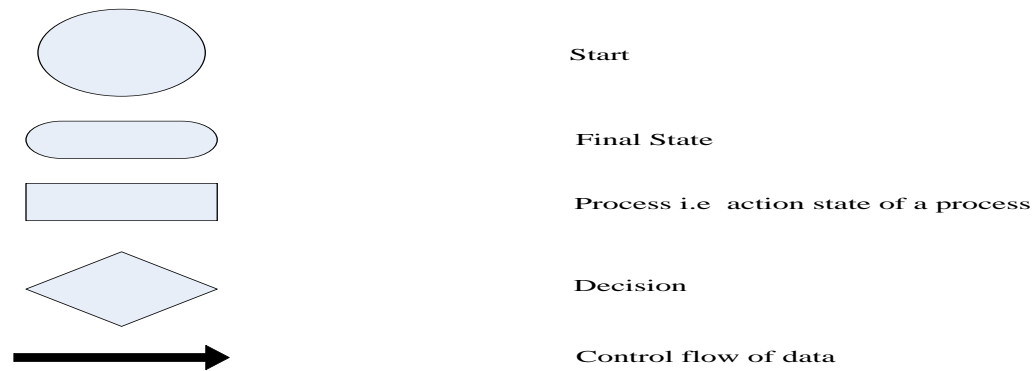 Start
Final State
Process i.e  action state of a process
Decision
Control flow of data